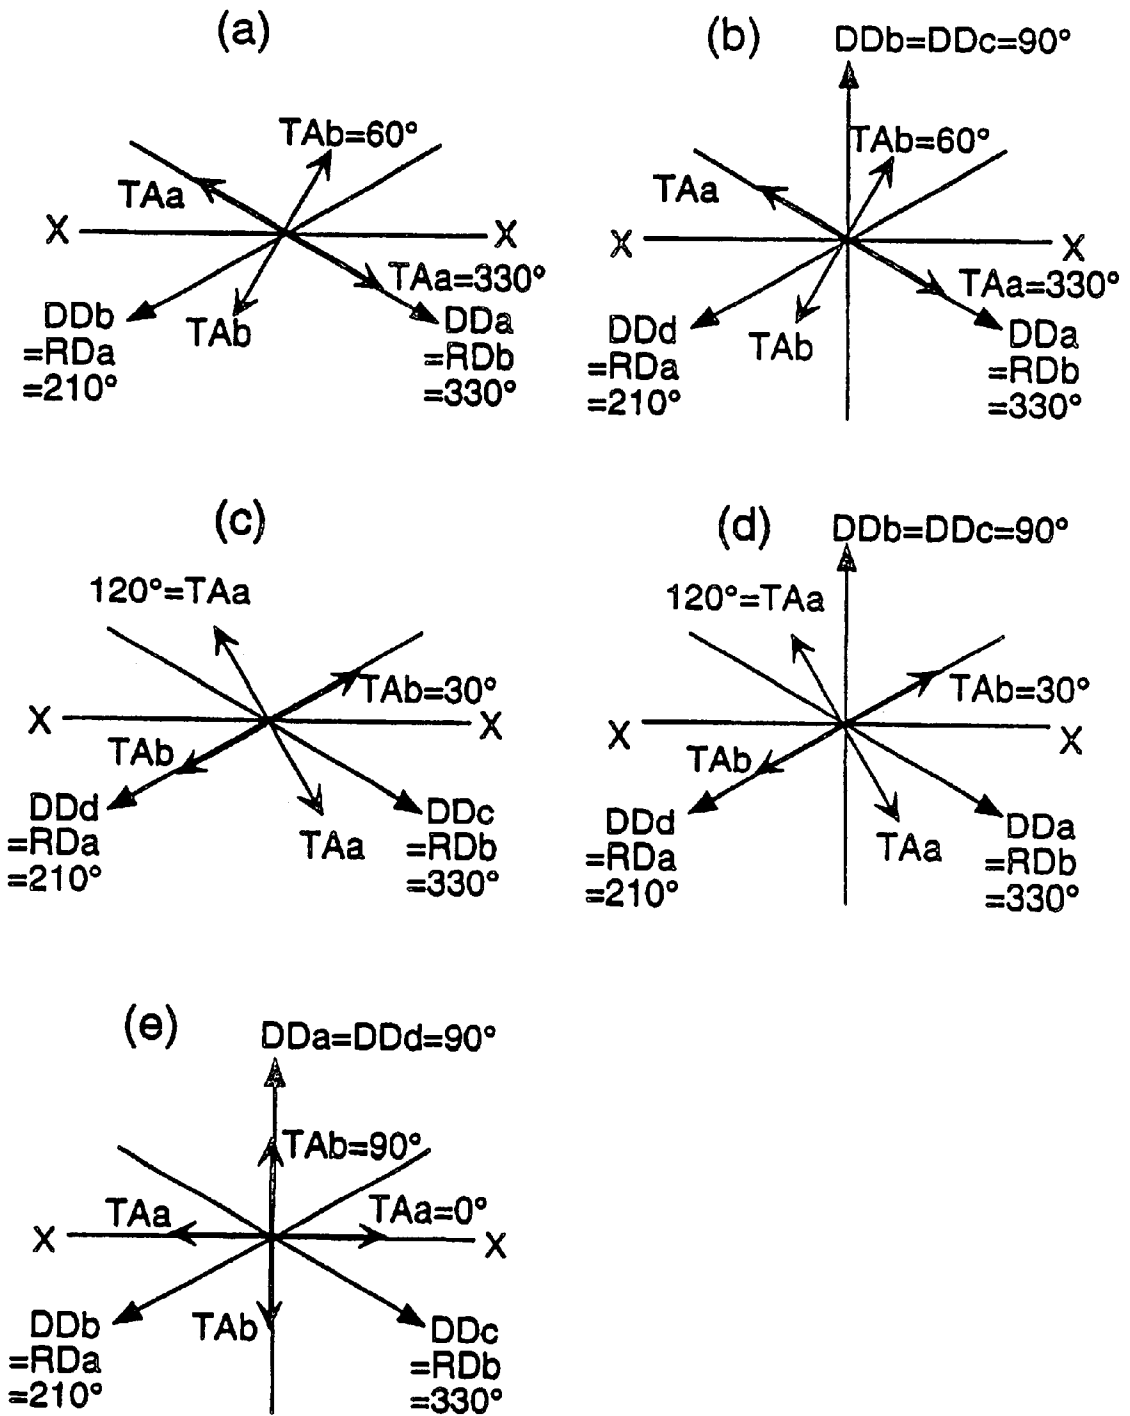 (a)
TAb=60°
TAa
X
X
TAa=330°
DDb
=RDa
=210°
TAb
DDa
=RDb
=330°
(b)
DDb=DDc=90°
TAb=60°
TAa
X
X
TAa=330°
DDd
=RDa
=210°
TAb
DDa
=RDb
=330°
(c)
120°=TAa
TAb=30°
X
X
TAb
DDd
=RDa
=210°
TAa
DDc
=RDb
=330°
(d)
DDb=DDc=90°
120°=TAa
TAb=30°
X
X
TAb
DDd
=RDa
=210°
TAa
DDa
=RDb
=330°
(e)
DDa=DDd=90°
TAb=90°
TAa
TAa=0°
X
X
DDb
=RDa
=210°
TAb
DDc
=RDb
=330°